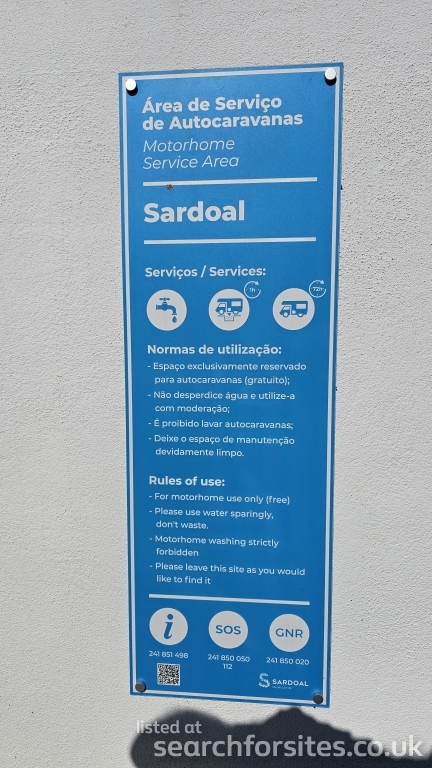 Área de Serviço
de Autocaravanas
Motorhome
Service Area
Sardoal
Serviços / Services:
1h
72h
Normas de utilização:
- Espaço exclusivamente reservado
para autocaravanas (gratuito);
- Não desperdice água e utilize-a
com moderação;
- É proibido lavar autocaravanas;
- Deixe o espaço de manutenção
devidamente limpo.
Rules of use:
- For motorhome use only (free)
- Please use water sparingly,
don't waste.
- Motorhome washing strictly
forbidden
- Please leave this site as you would
like to find it
i
SOS
GNR
241 851 498
241 850 050
112
241 850 020
SARDOAL
listed at
searchforsites.co.uk